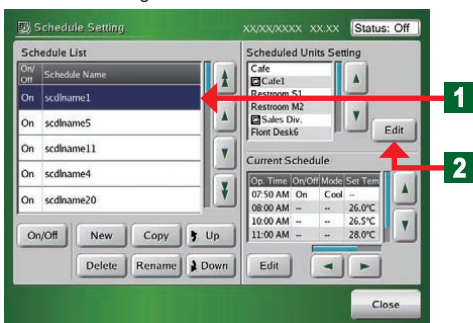 Schedule Setting
XX/XX/XXXX XX:XX
Status: Off
Schedule List
On/Off Schedule Name
On scdlname1
On scdlname5
On scdlname11
On scdlname4
On scdlname20
On/Off New Copy Up
Delete Rename Down
Scheduled Units Setting
Cafe
Cafe1
Restroom S1
Restroom M2
Sales Div.
Flont Desk6
Edit
1
2
Current Schedule
Op. Time On/Off Mode Set Tem
07:50 AM On Cool --
08:00 AM -- -- 26.0°C
10:00 AM -- -- 26.5°C
11:00 AM -- -- 28.0°C
Edit
Close